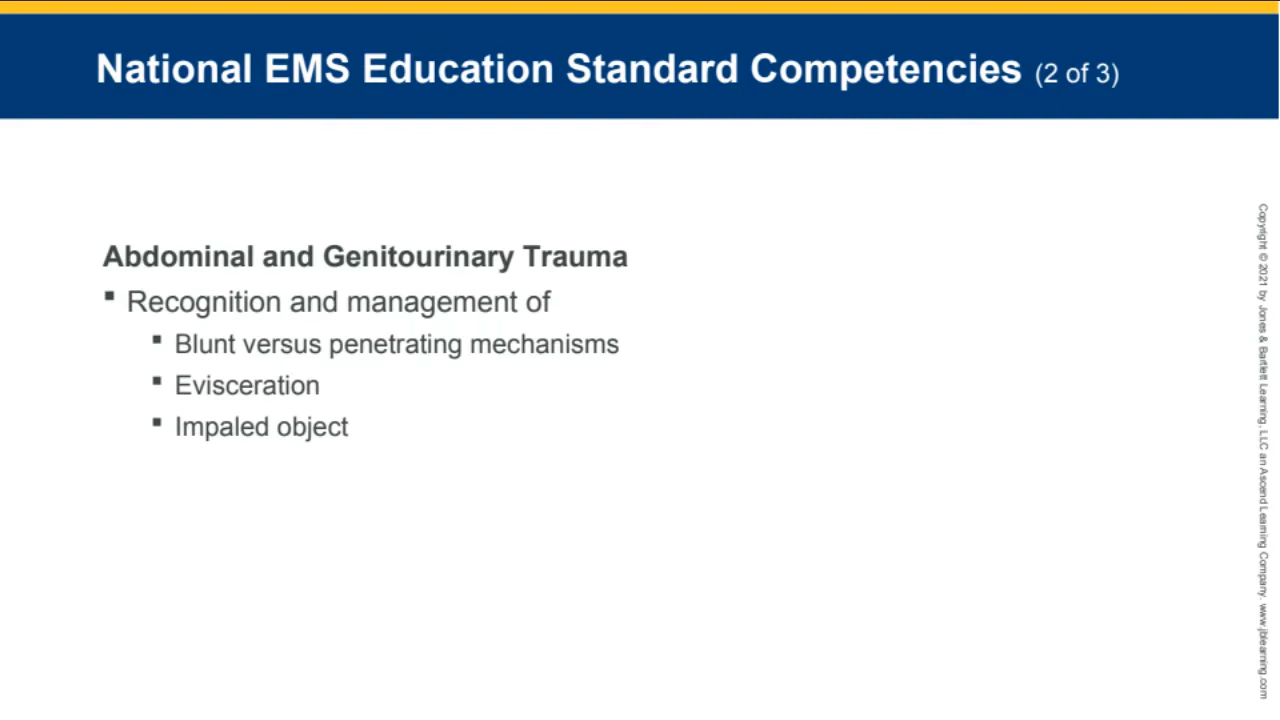 National EMS Education Standard Competencies (2 of 3)
Abdominal and Genitourinary Trauma
▪ Recognition and management of
▪ Blunt versus penetrating mechanisms
▪ Evisceration
▪ Impaled object
Copyright © 2021 by Jones & Bartlett Learning, LLC an Ascend Learning Company. www.jblearning.com